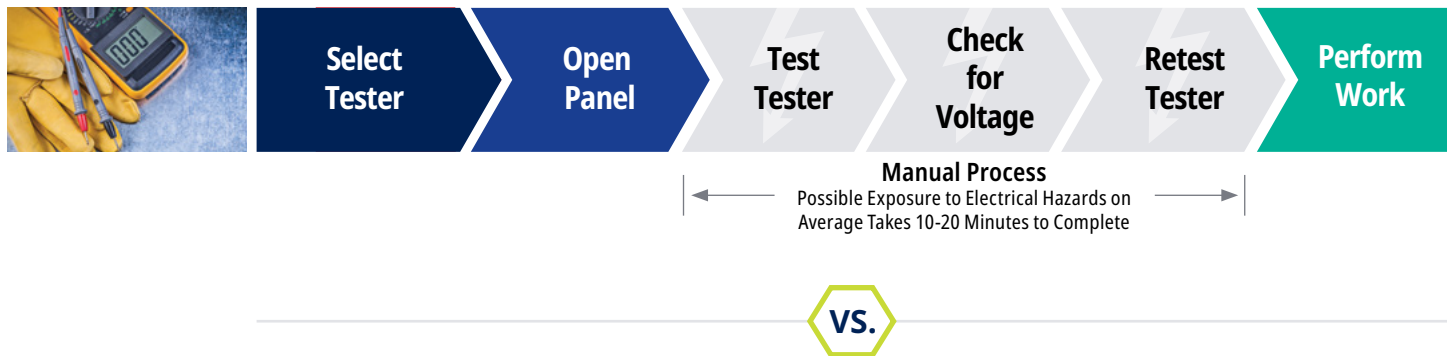 000
Select
Tester
Open
Panel
Test
Tester
Check
for
Voltage
Retest
Tester
Perform
Work
Manual Process
Possible Exposure to Electrical Hazards on
Average Takes 10-20 Minutes to Complete
VS.